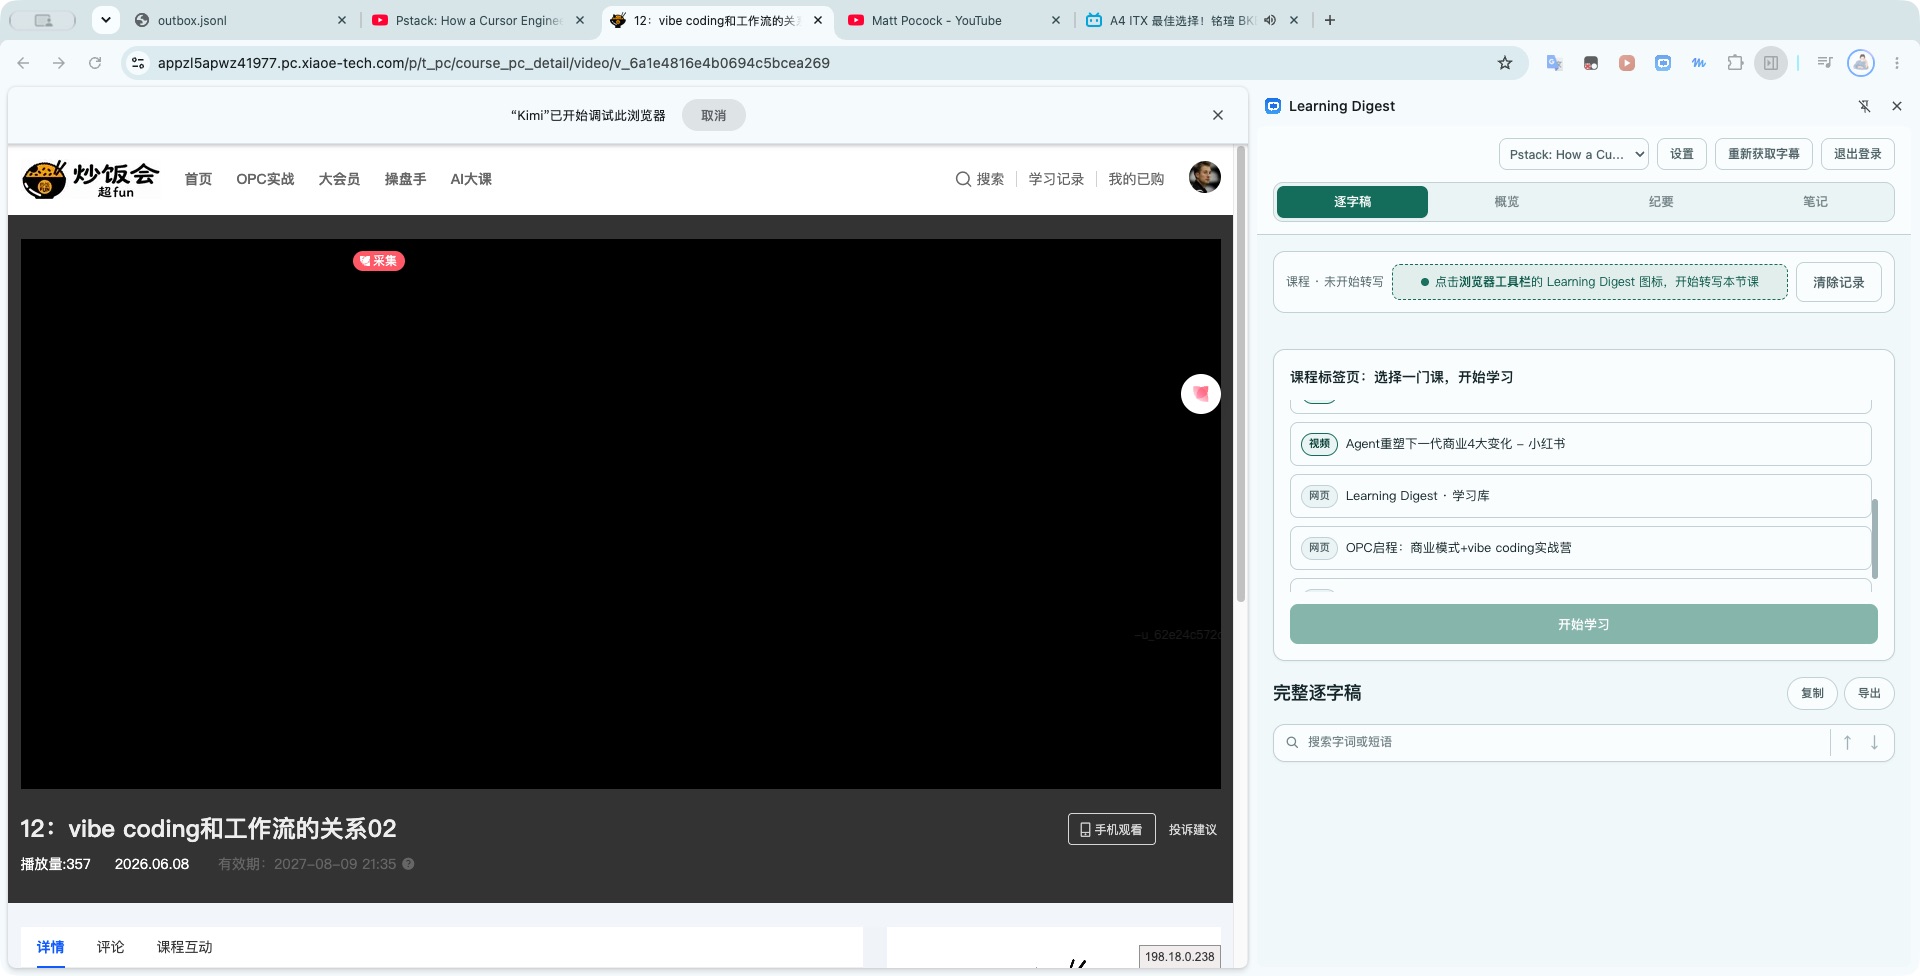 outbox.jsonl
Pstack: How a Cursor Engine
12：vibe coding和工作流的关
Matt Pocock - YouTube
A4 ITX 最佳选择！铭瑄 BK
appzl5apwz41977.pc.xiaoe-tech.com/p/t_pc/course_pc_detail/video/v_6a1e4816e4b0694c5bcea269
“Kimi”已开始调试此浏览器
取消
炒饭会
超fun
首页
OPC实战
大会员
操盘手
AI大课
搜索
学习记录
我的已购
采集
~u_62e24c572c
12：vibe coding和工作流的关系02
手机观看
投诉建议
播放量:357
2026.06.08
有效期：2027-08-09 21:35
详情
评论
课程互动
198.18.0.238
Learning Digest
Pstack: How a Cu...
设置
重新获取字幕
退出登录
逐字稿
概览
纪要
笔记
课程 · 未开始转写
点击浏览器工具栏的 Learning Digest 图标，开始转写本节课
清除记录
课程标签页：选择一门课，开始学习
视频
Agent重塑下一代商业4大变化 - 小红书
网页
Learning Digest · 学习库
网页
OPC启程：商业模式+vibe coding实战营
开始学习
完整逐字稿
复制
导出
搜索字词或短语